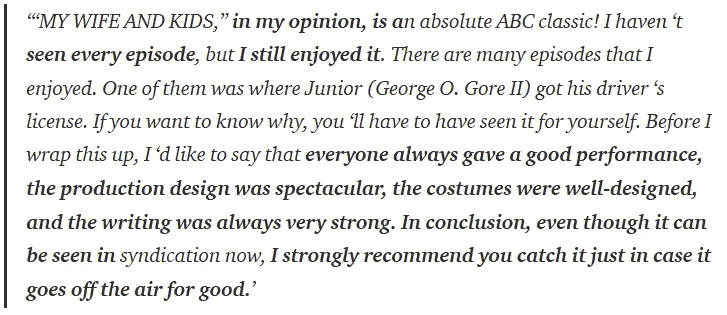 “‘MY WIFE AND KIDS,” in my opinion, is an absolute ABC classic! I haven ‘t
seen every episode, but I still enjoyed it. There are many episodes that I
enjoyed. One of them was where Junior (George O. Gore II) got his driver ‘s
license. If you want to know why, you ‘ll have to have seen it for yourself. Before I
wrap this up, I ‘d like to say that everyone always gave a good performance,
the production design was spectacular, the costumes were well-designed,
and the writing was always very strong. In conclusion, even though it can
be seen in syndication now, I strongly recommend you catch it just in case it
goes off the air for good.’